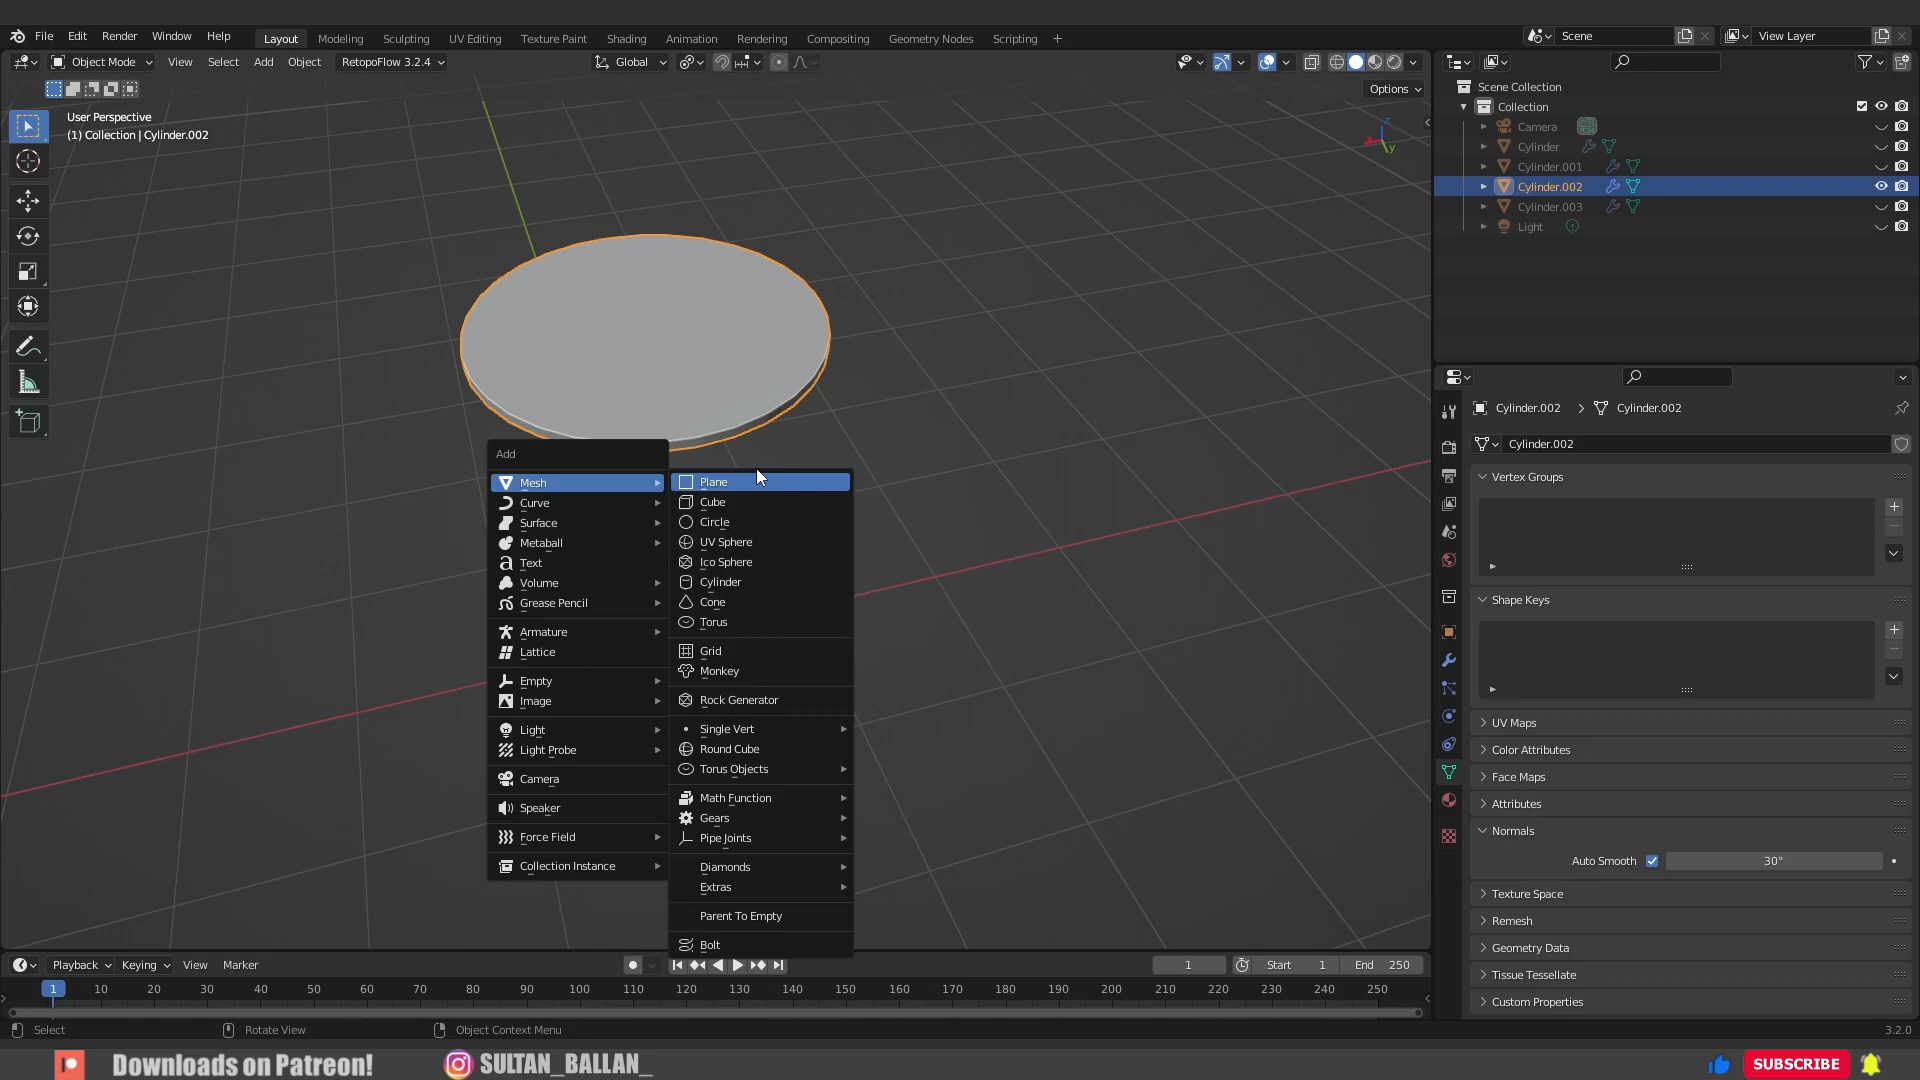 File Edit Render Window Help Layout Modeling Sculpting UV Editing Texture Paint Shading Animation Rendering Compositing Geometry Nodes Scripting + Scene View Layer
Object Mode View Select Add Object RetopoFlow 3.2.4 Global
Options
User Perspective
(1) Collection | Cylinder.002
Z
X
Y
Scene Collection
Collection
Camera
Cylinder
Cylinder.001
Cylinder.002
Cylinder.003
Light
Add
Mesh
Curve
Surface
Metaball
Text
Volume
Grease Pencil
Armature
Lattice
Empty
Image
Light
Light Probe
Camera
Speaker
Force Field
Collection Instance
Plane
Cube
Circle
UV Sphere
Ico Sphere
Cylinder
Cone
Torus
Grid
Monkey
Rock Generator
Single Vert
Round Cube
Torus Objects
Math Function
Gears
Pipe Joints
Diamonds
Extras
Parent To Empty
Bolt
Cylinder.002 > Cylinder.002
Cylinder.002
Vertex Groups
Shape Keys
UV Maps
Color Attributes
Face Maps
Attributes
Normals
Auto Smooth 30°
Texture Space
Remesh
Geometry Data
Tissue Tessellate
Custom Properties
Playback Keying View Marker 1 Start 1 End 250
1 10 20 30 40 50 60 70 80 90 100 110 120 130 140 150 160 170 180 190 200 210 220 230 240 250
Select Rotate View Object Context Menu 3.2.0
Downloads on Patreon! SULTAN_BALLAN_ SUBSCRIBE